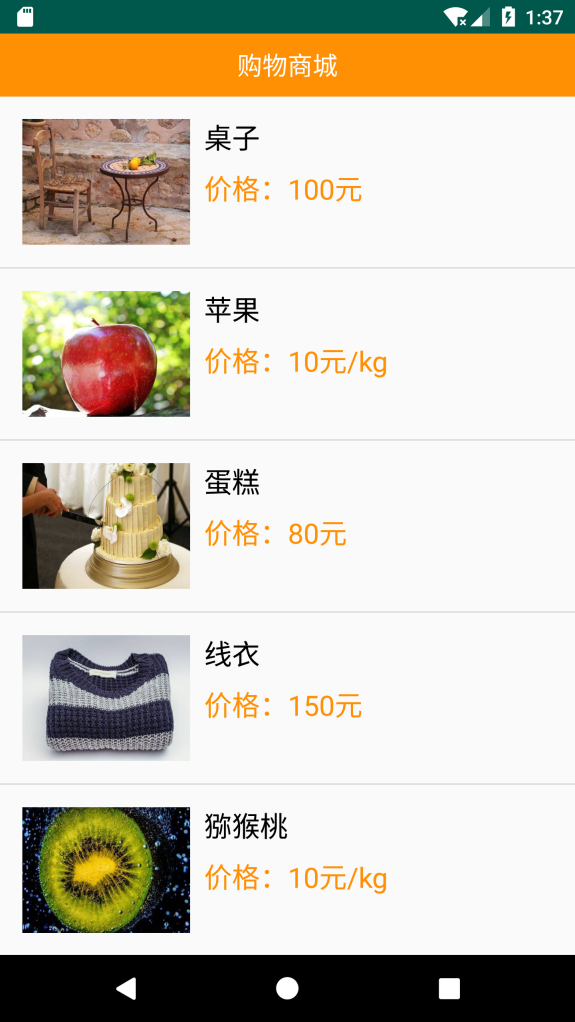 1:37
购物商城
桌子
价格：100元
苹果
价格：10元/kg
蛋糕
价格：80元
线衣
价格：150元
猕猴桃
价格：10元/kg